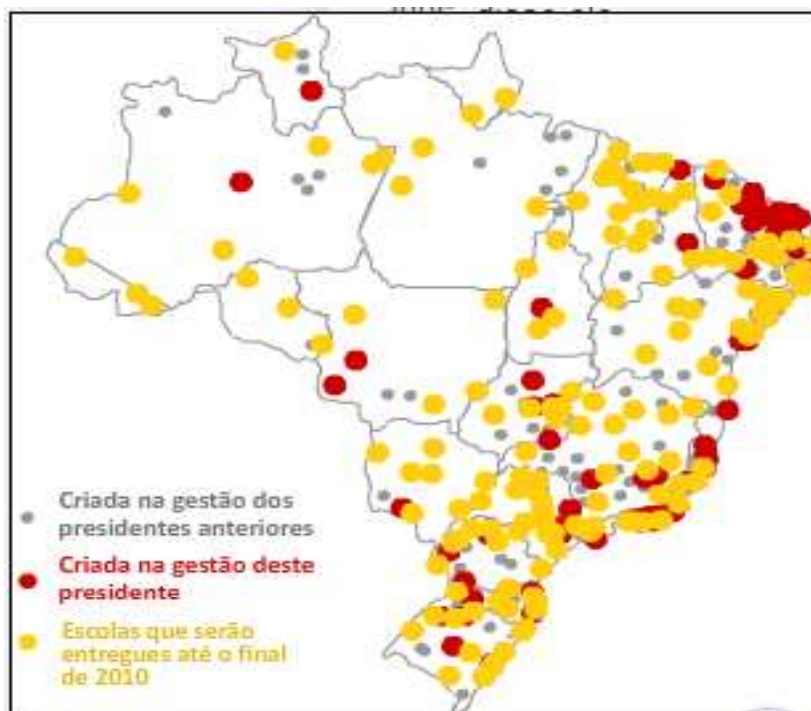 Criada na gestão dos
presidentes anteriores
Criada na gestão deste
presidente
Escolas que serão
entregues até o final
de 2010